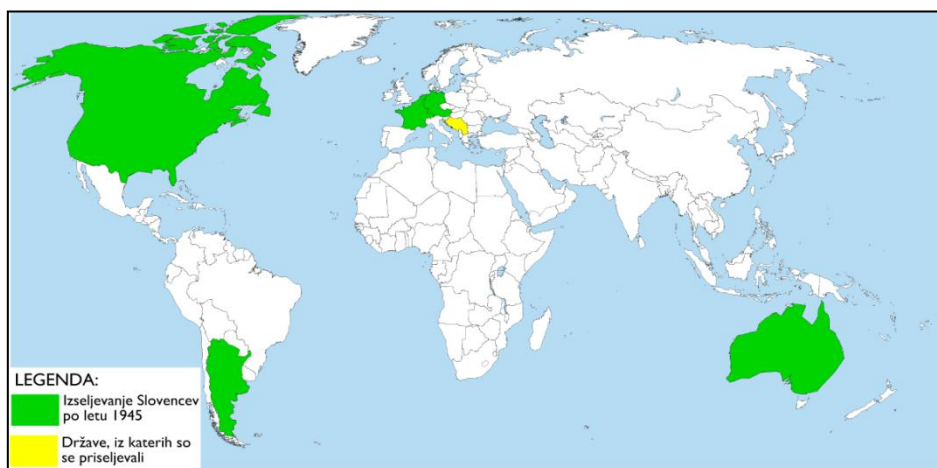 LEGENDA:
Izseljevanje Slovencev
po letu 1945
Države, iz katerih so
se priseljevali